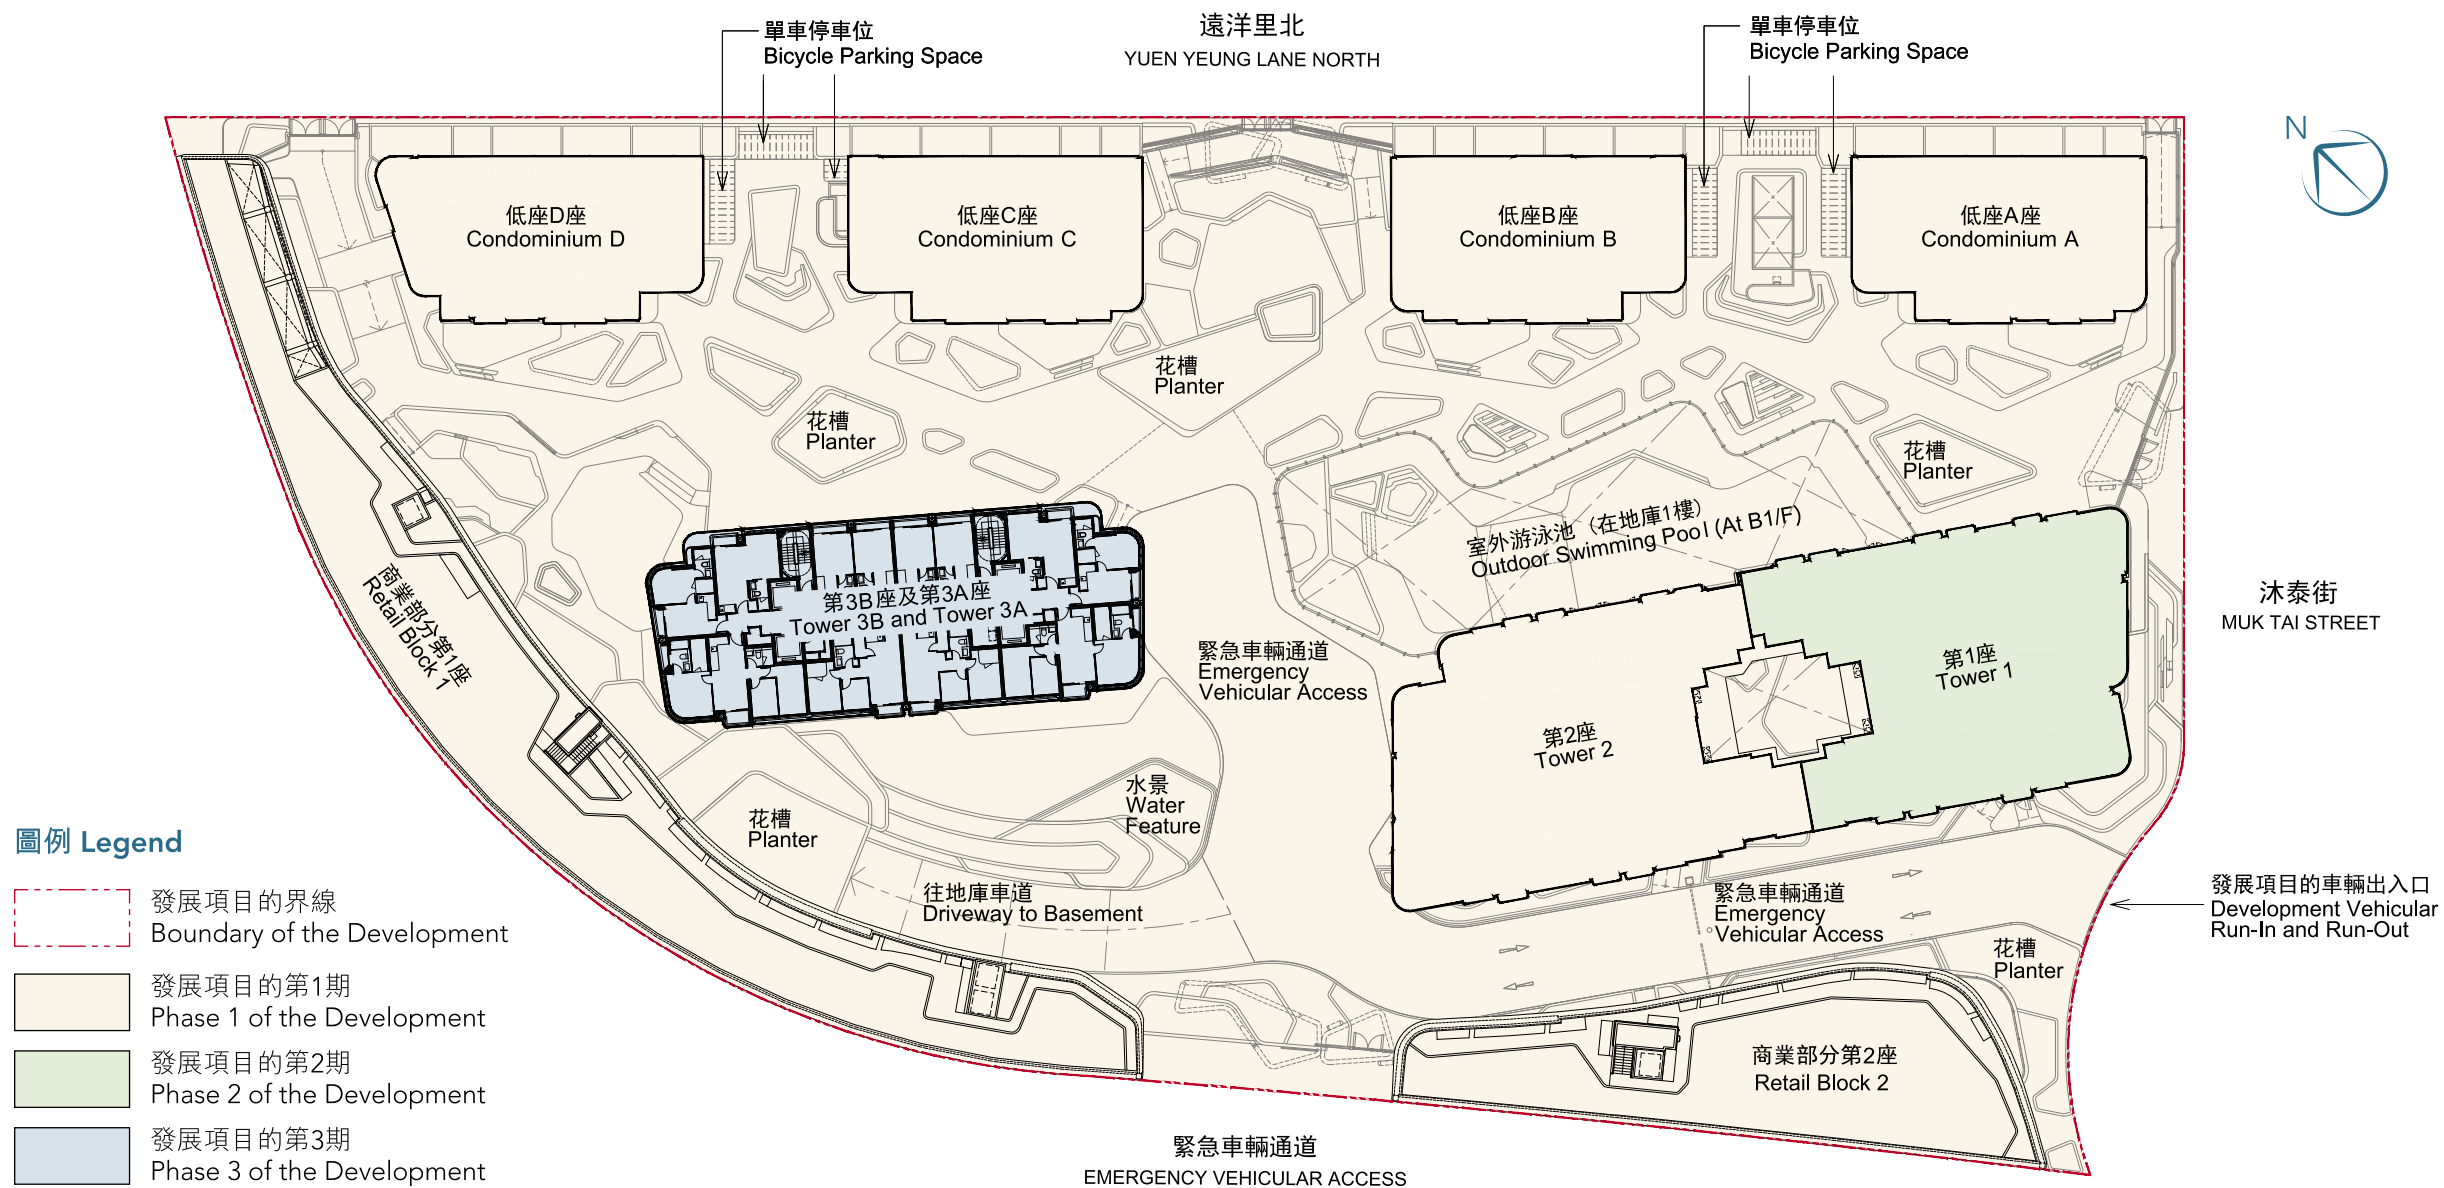 單車停車位
Bicycle Parking Space
遠洋里北
YUEN YEUNG LANE NORTH
單車停車位
Bicycle Parking Space
N
低座D座
Condominium D
低座C座
Condominium C
低座B座
Condominium B
低座A座
Condominium A
花槽
Planter
花槽
Planter
花槽
Planter
室外游泳池（在地庫1樓）
Outdoor Swimming Pool (At B1/F)
商業部分第1座
Retail Block 1
第3B座及第3A座
Tower 3B and Tower 3A
緊急車輛通道
Emergency
Vehicular Access
第1座
Tower 1
第2座
Tower 2
沐泰街
MUK TAI STREET
水景
Water
Feature
花槽
Planter
往地庫車道
Driveway to Basement
緊急車輛通道
Emergency
Vehicular Access
發展項目的車輛出入口
Development Vehicular
Run-In and Run-Out
花槽
Planter
商業部分第2座
Retail Block 2
緊急車輛通道
EMERGENCY VEHICULAR ACCESS
圖例 Legend
發展項目的界線
Boundary of the Development
發展項目的第1期
Phase 1 of the Development
發展項目的第2期
Phase 2 of the Development
發展項目的第3期
Phase 3 of the Development